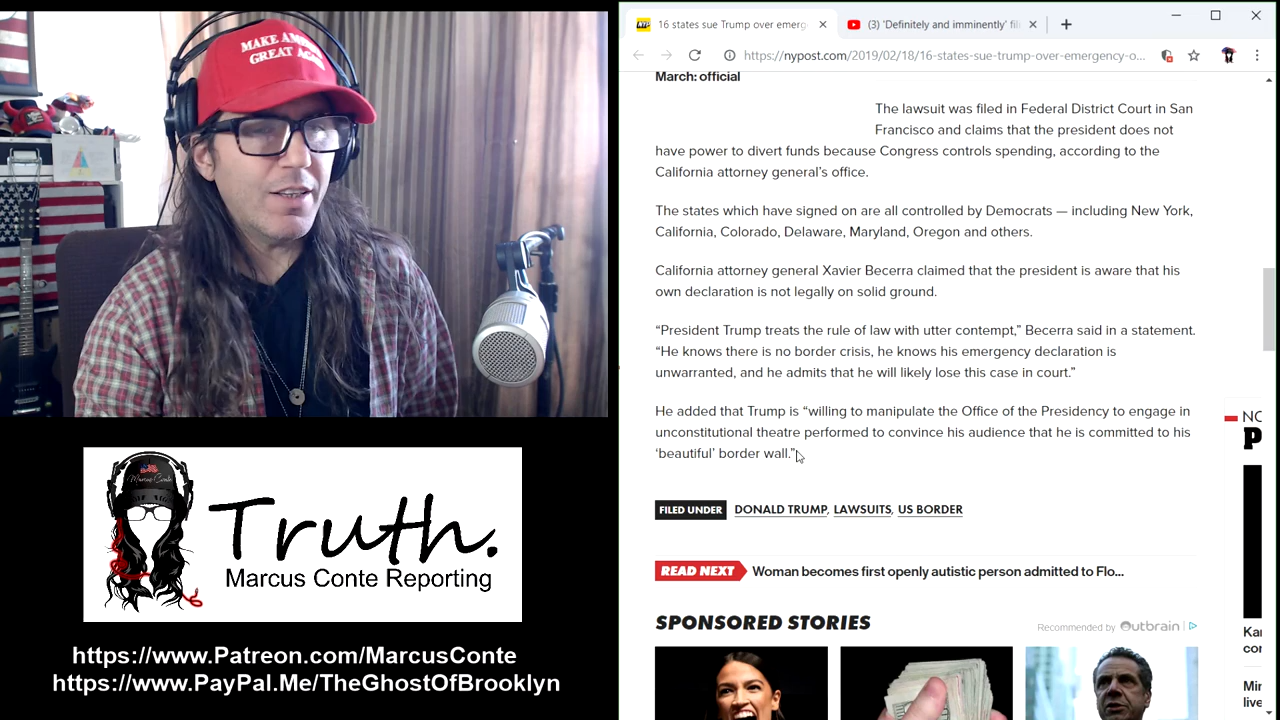 MAKE AMERICA
GREAT AGAIN
Marcus Conte
Truth.
Marcus Conte Reporting
https://www.Patreon.com/MarcusConte
https://www.PayPal.Me/TheGhostOfBrooklyn
16 states sue Trump over emerg
(3) 'Definitely and imminently' fil
https://nypost.com/2019/02/18/16-states-sue-trump-over-emergency-o...
March: official
The lawsuit was filed in Federal District Court in San
Francisco and claims that the president does not
have power to divert funds because Congress controls spending, according to the
California attorney general’s office.
The states which have signed on are all controlled by Democrats — including New York,
California, Colorado, Delaware, Maryland, Oregon and others.
California attorney general Xavier Becerra claimed that the president is aware that his
own declaration is not legally on solid ground.
“President Trump treats the rule of law with utter contempt,” Becerra said in a statement.
“He knows there is no border crisis, he knows his emergency declaration is
unwarranted, and he admits that he will likely lose this case in court.”
He added that Trump is “willing to manipulate the Office of the Presidency to engage in
unconstitutional theatre performed to convince his audience that he is committed to his
‘beautiful’ border wall.”
FILED UNDER DONALD TRUMP, LAWSUITS, US BORDER
READ NEXT Woman becomes first openly autistic person admitted to Flo...
SPONSORED STORIES
Recommended by Outbrain
NO
P
Kar
cor
Mir
live